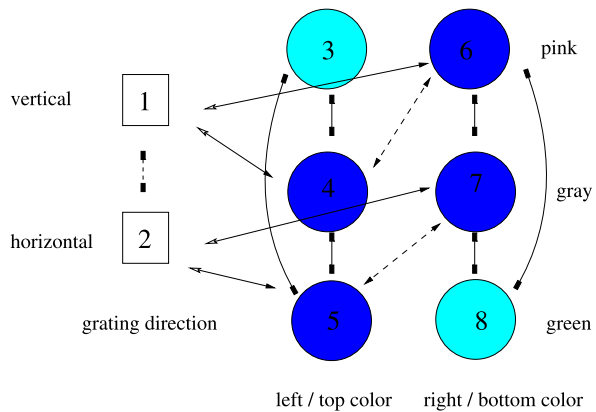 3 6 pink
vertical 1
4 7 gray
horizontal 2
grating direction 5 8 green
left / top color right / bottom color